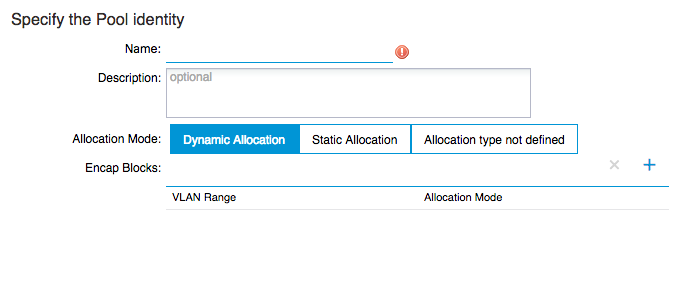 Specify the Pool identity
Name:
Description: optional
Allocation Mode: Dynamic Allocation Static Allocation Allocation type not defined
Encap Blocks:
VLAN Range Allocation Mode